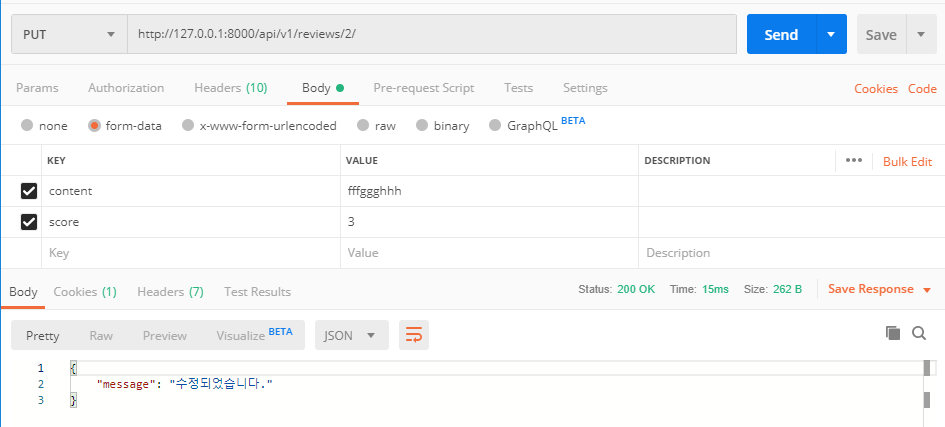 PUT http://127.0.0.1:8000/api/v1/reviews/2/ Send Save
Params Authorization Headers (10) Body Pre-request Script Tests Settings Cookies Code
none form-data x-www-form-urlencoded raw binary GraphQL BETA
KEY VALUE DESCRIPTION ••• Bulk Edit
content fffggghhh
score 3
Key Value Description
Body Cookies (1) Headers (7) Test Results Status: 200 OK Time: 15ms Size: 262 B Save Response
Pretty Raw Preview Visualize BETA JSON
1 {
2 "message": "수정되었습니다."
3 }